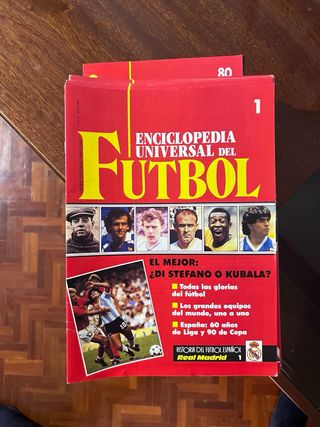 80
1
ENCICLOPEDIA
UNIVERSAL DEL
FUTBOL
EL MEJOR:
¿DI STEFANO O KUBALA?
Todas las glorias
del fútbol
Los grandes equipos
del mundo, uno a uno
España: 60 años
de Liga y 90 de Copa
HISTORIA DEL FUTBOL ESPAÑOL
Real Madrid 1